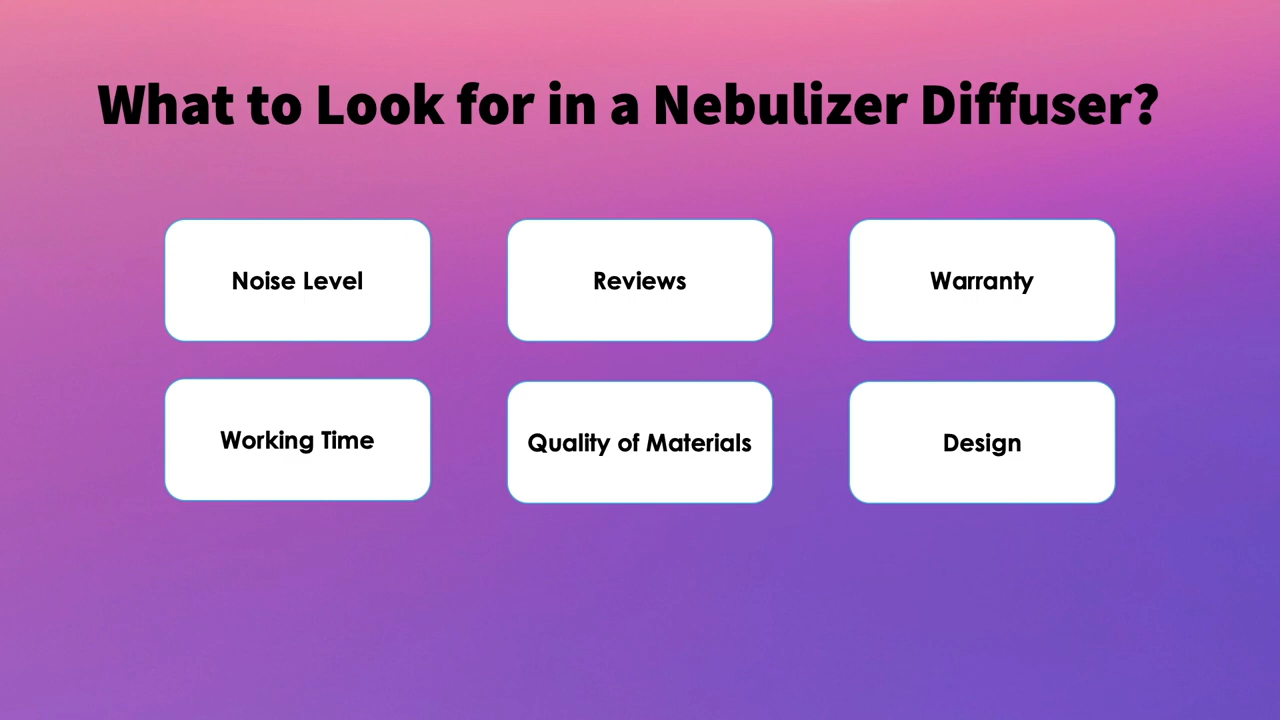 What to Look for in a Nebulizer Diffuser?
Noise Level
Reviews
Warranty
Working Time
Quality of Materials
Design